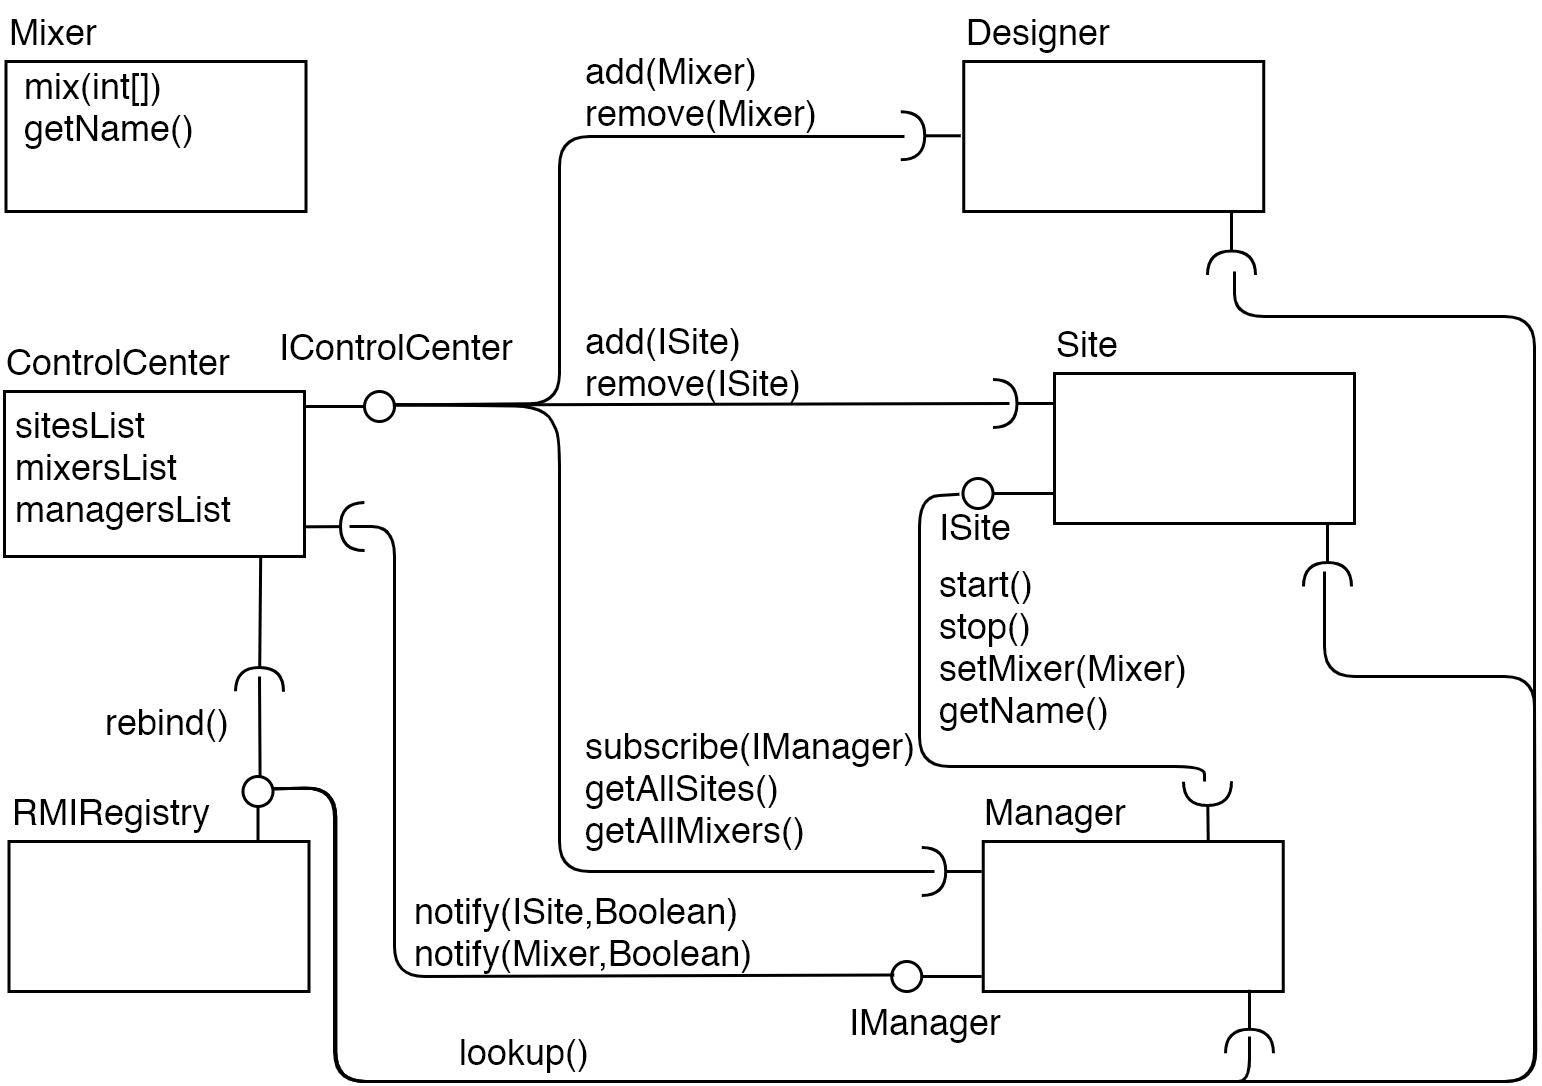 Mixer
mix(int[])
getName()
Designer
add(Mixer)
remove(Mixer)
ControlCenter
sitesList
mixersList
managersList
IControlCenter
add(ISite)
remove(ISite)
Site
ISite
start()
stop()
setMixer(Mixer)
getName()
rebind()
RMIRegistry
subscribe(IManager)
getAllSites()
getAllMixers()
Manager
notify(ISite,Boolean)
notify(Mixer,Boolean)
IManager
lookup()